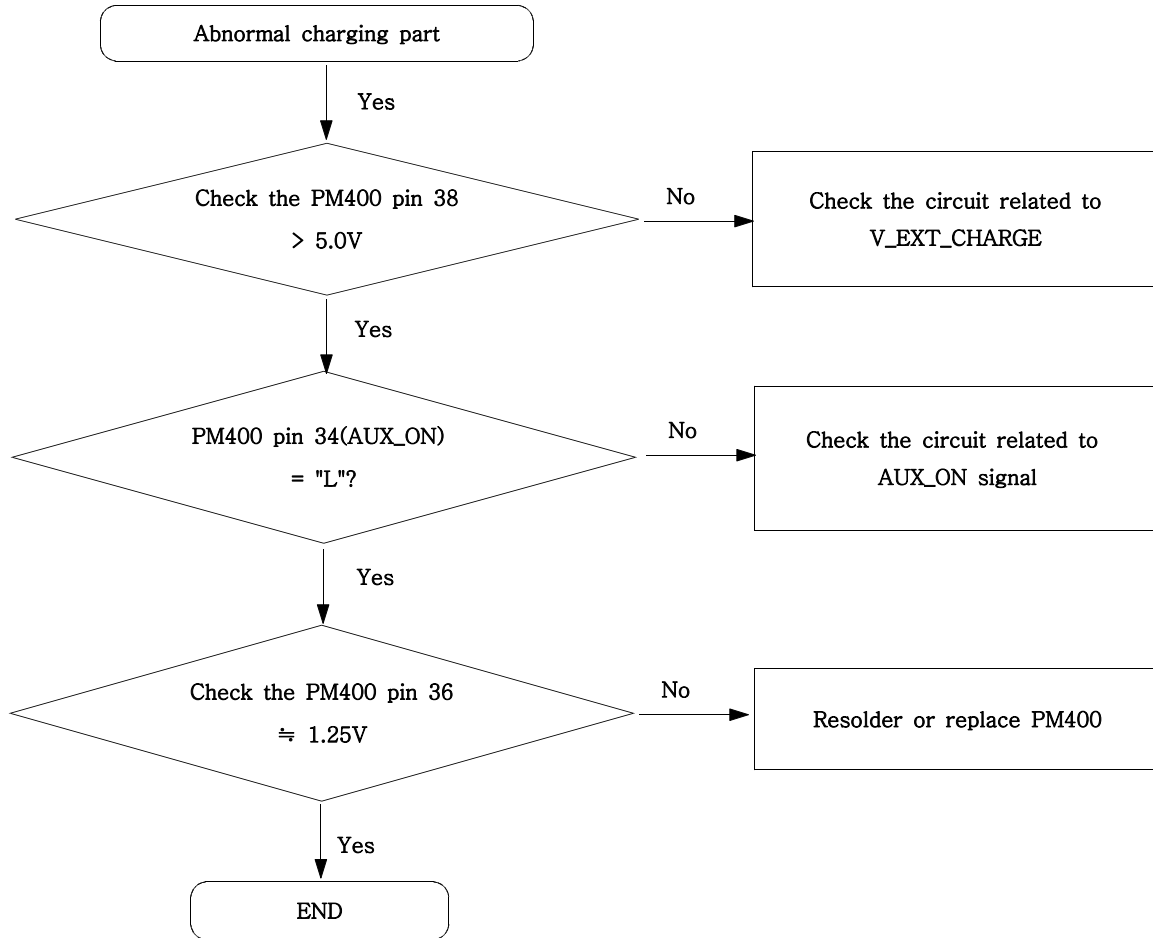 Abnormal charging part
Yes
Check the PM400 pin 38
> 5.0V
No
Check the circuit related to
V_EXT_CHARGE
Yes
PM400 pin 34(AUX_ON)
= "L"?
No
Check the circuit related to
AUX_ON signal
Yes
Check the PM400 pin 36
≒ 1.25V
No
Resolder or replace PM400
Yes
END